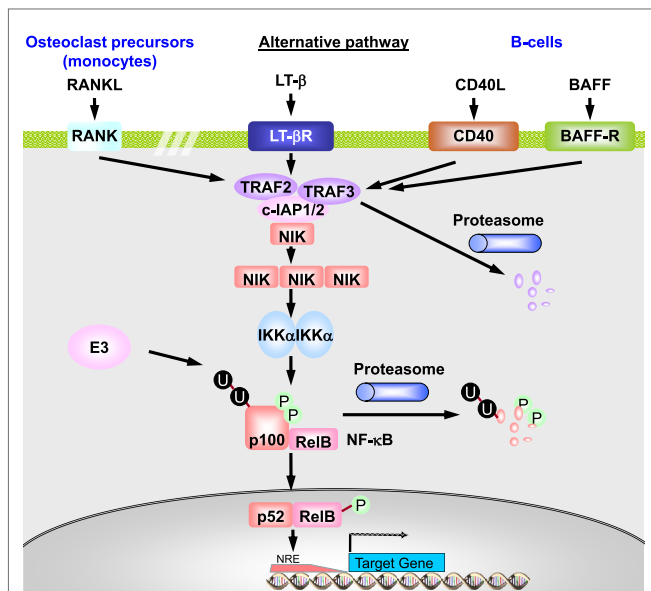 Osteoclast precursors
(monocytes)
Alternative pathway
B-cells
RANKL
LT-β
CD40L
BAFF
RANK
LT-βR
CD40
BAFF-R
TRAF2
TRAF3
c-IAP1/2
NIK
Proteasome
NIK
NIK
NIK
IKKα
IKKα
E3
Proteasome
U
U
P
P
p100
RelB
NF-κB
U
U
P
P
p52
RelB
P
NRE
Target Gene